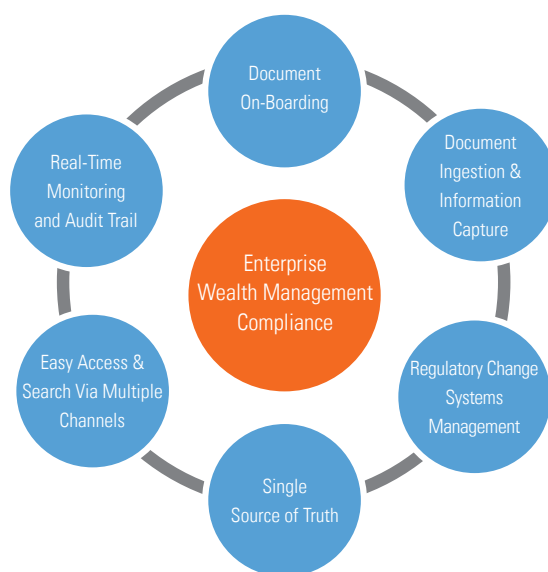 Document
On-Boarding
Document
Ingestion &
Information
Capture
Regulatory Change
Systems
Management
Single
Source of Truth
Easy Access &
Search Via Multiple
Channels
Real-Time
Monitoring
and Audit Trail
Enterprise
Wealth Management
Compliance